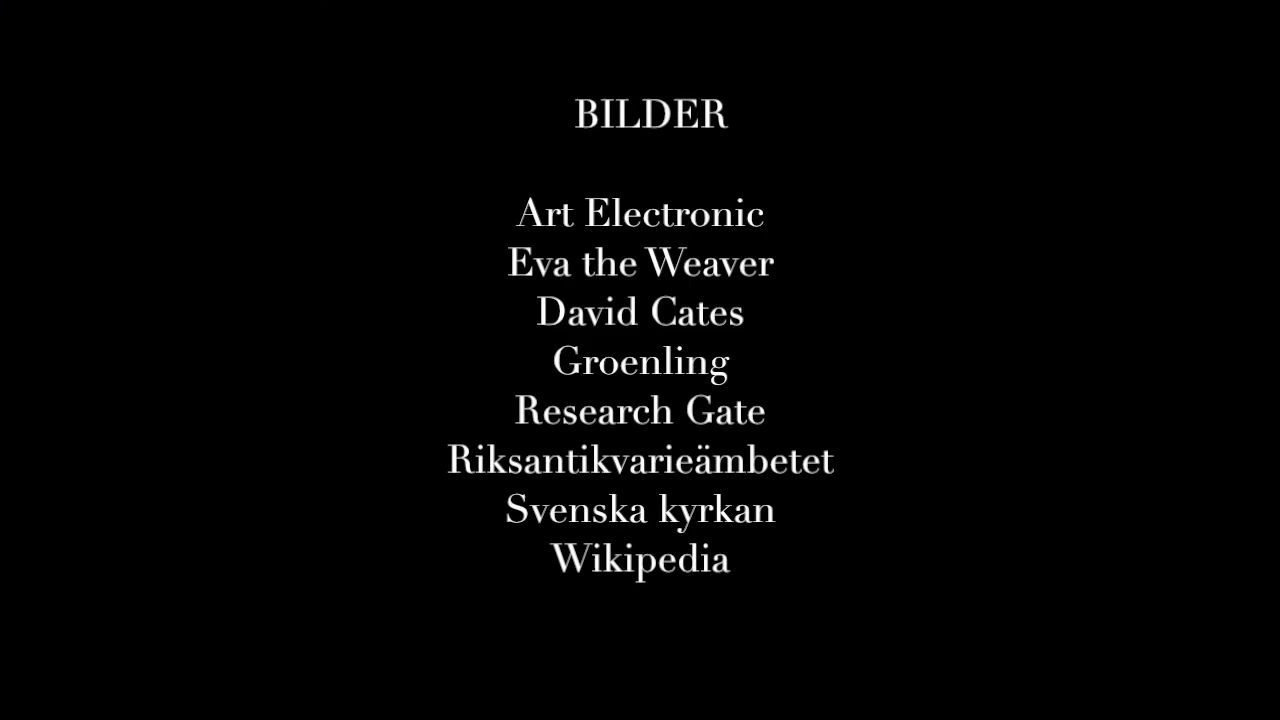 BILDER
Art Electronic
Eva the Weaver
David Cates
Groenling
Research Gate
Riksantikvarieämbetet
Svenska kyrkan
Wikipedia